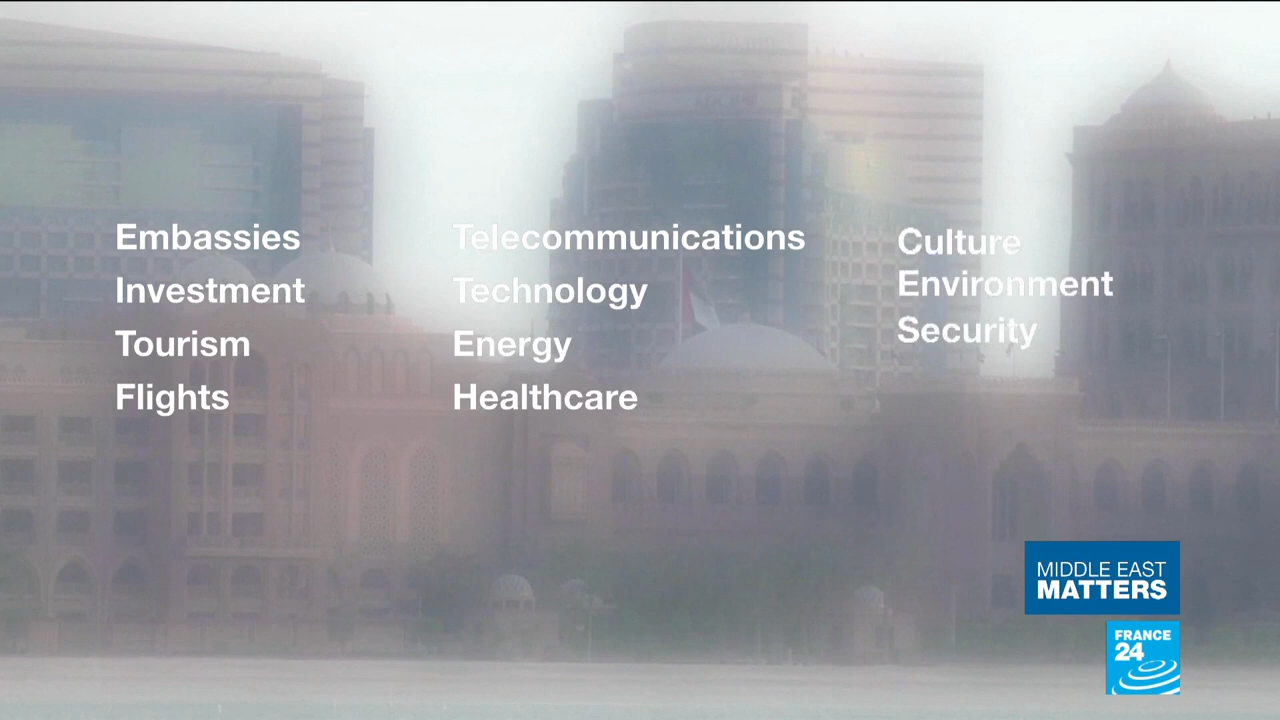 Embassies
Investment
Tourism
Flights
Telecommunications
Technology
Energy
Healthcare
Culture
Environment
Security
MIDDLE EAST
MATTERS
FRANCE
24